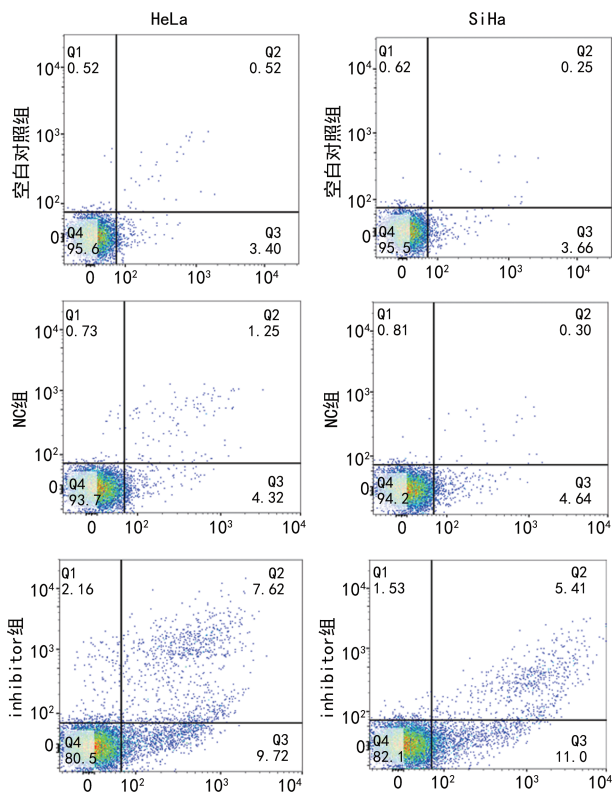 HeLa
SiHa
空白对照组
Q1
0.52
Q2
0.52
Q4
95.6
Q3
3.40
10⁴
10³
10²
0
0
10²
10³
10⁴
空白对照组
Q1
0.62
Q2
0.25
Q4
95.5
Q3
3.66
10⁴
10³
10²
0
0
10²
10³
10⁴
NC组
Q1
0.73
Q2
1.25
Q4
93.7
Q3
4.32
10⁴
10³
10²
0
0
10²
10³
10⁴
NC组
Q1
0.81
Q2
0.30
Q4
94.2
Q3
4.64
10⁴
10³
10²
0
0
10²
10³
10⁴
inhibitor组
Q1
2.16
Q2
7.62
Q4
80.5
Q3
9.72
10⁴
10³
10²
0
0
10²
10³
10⁴
inhibitor组
Q1
1.53
Q2
5.41
Q4
82.1
Q3
11.0
10⁴
10³
10²
0
0
10²
10³
10⁴